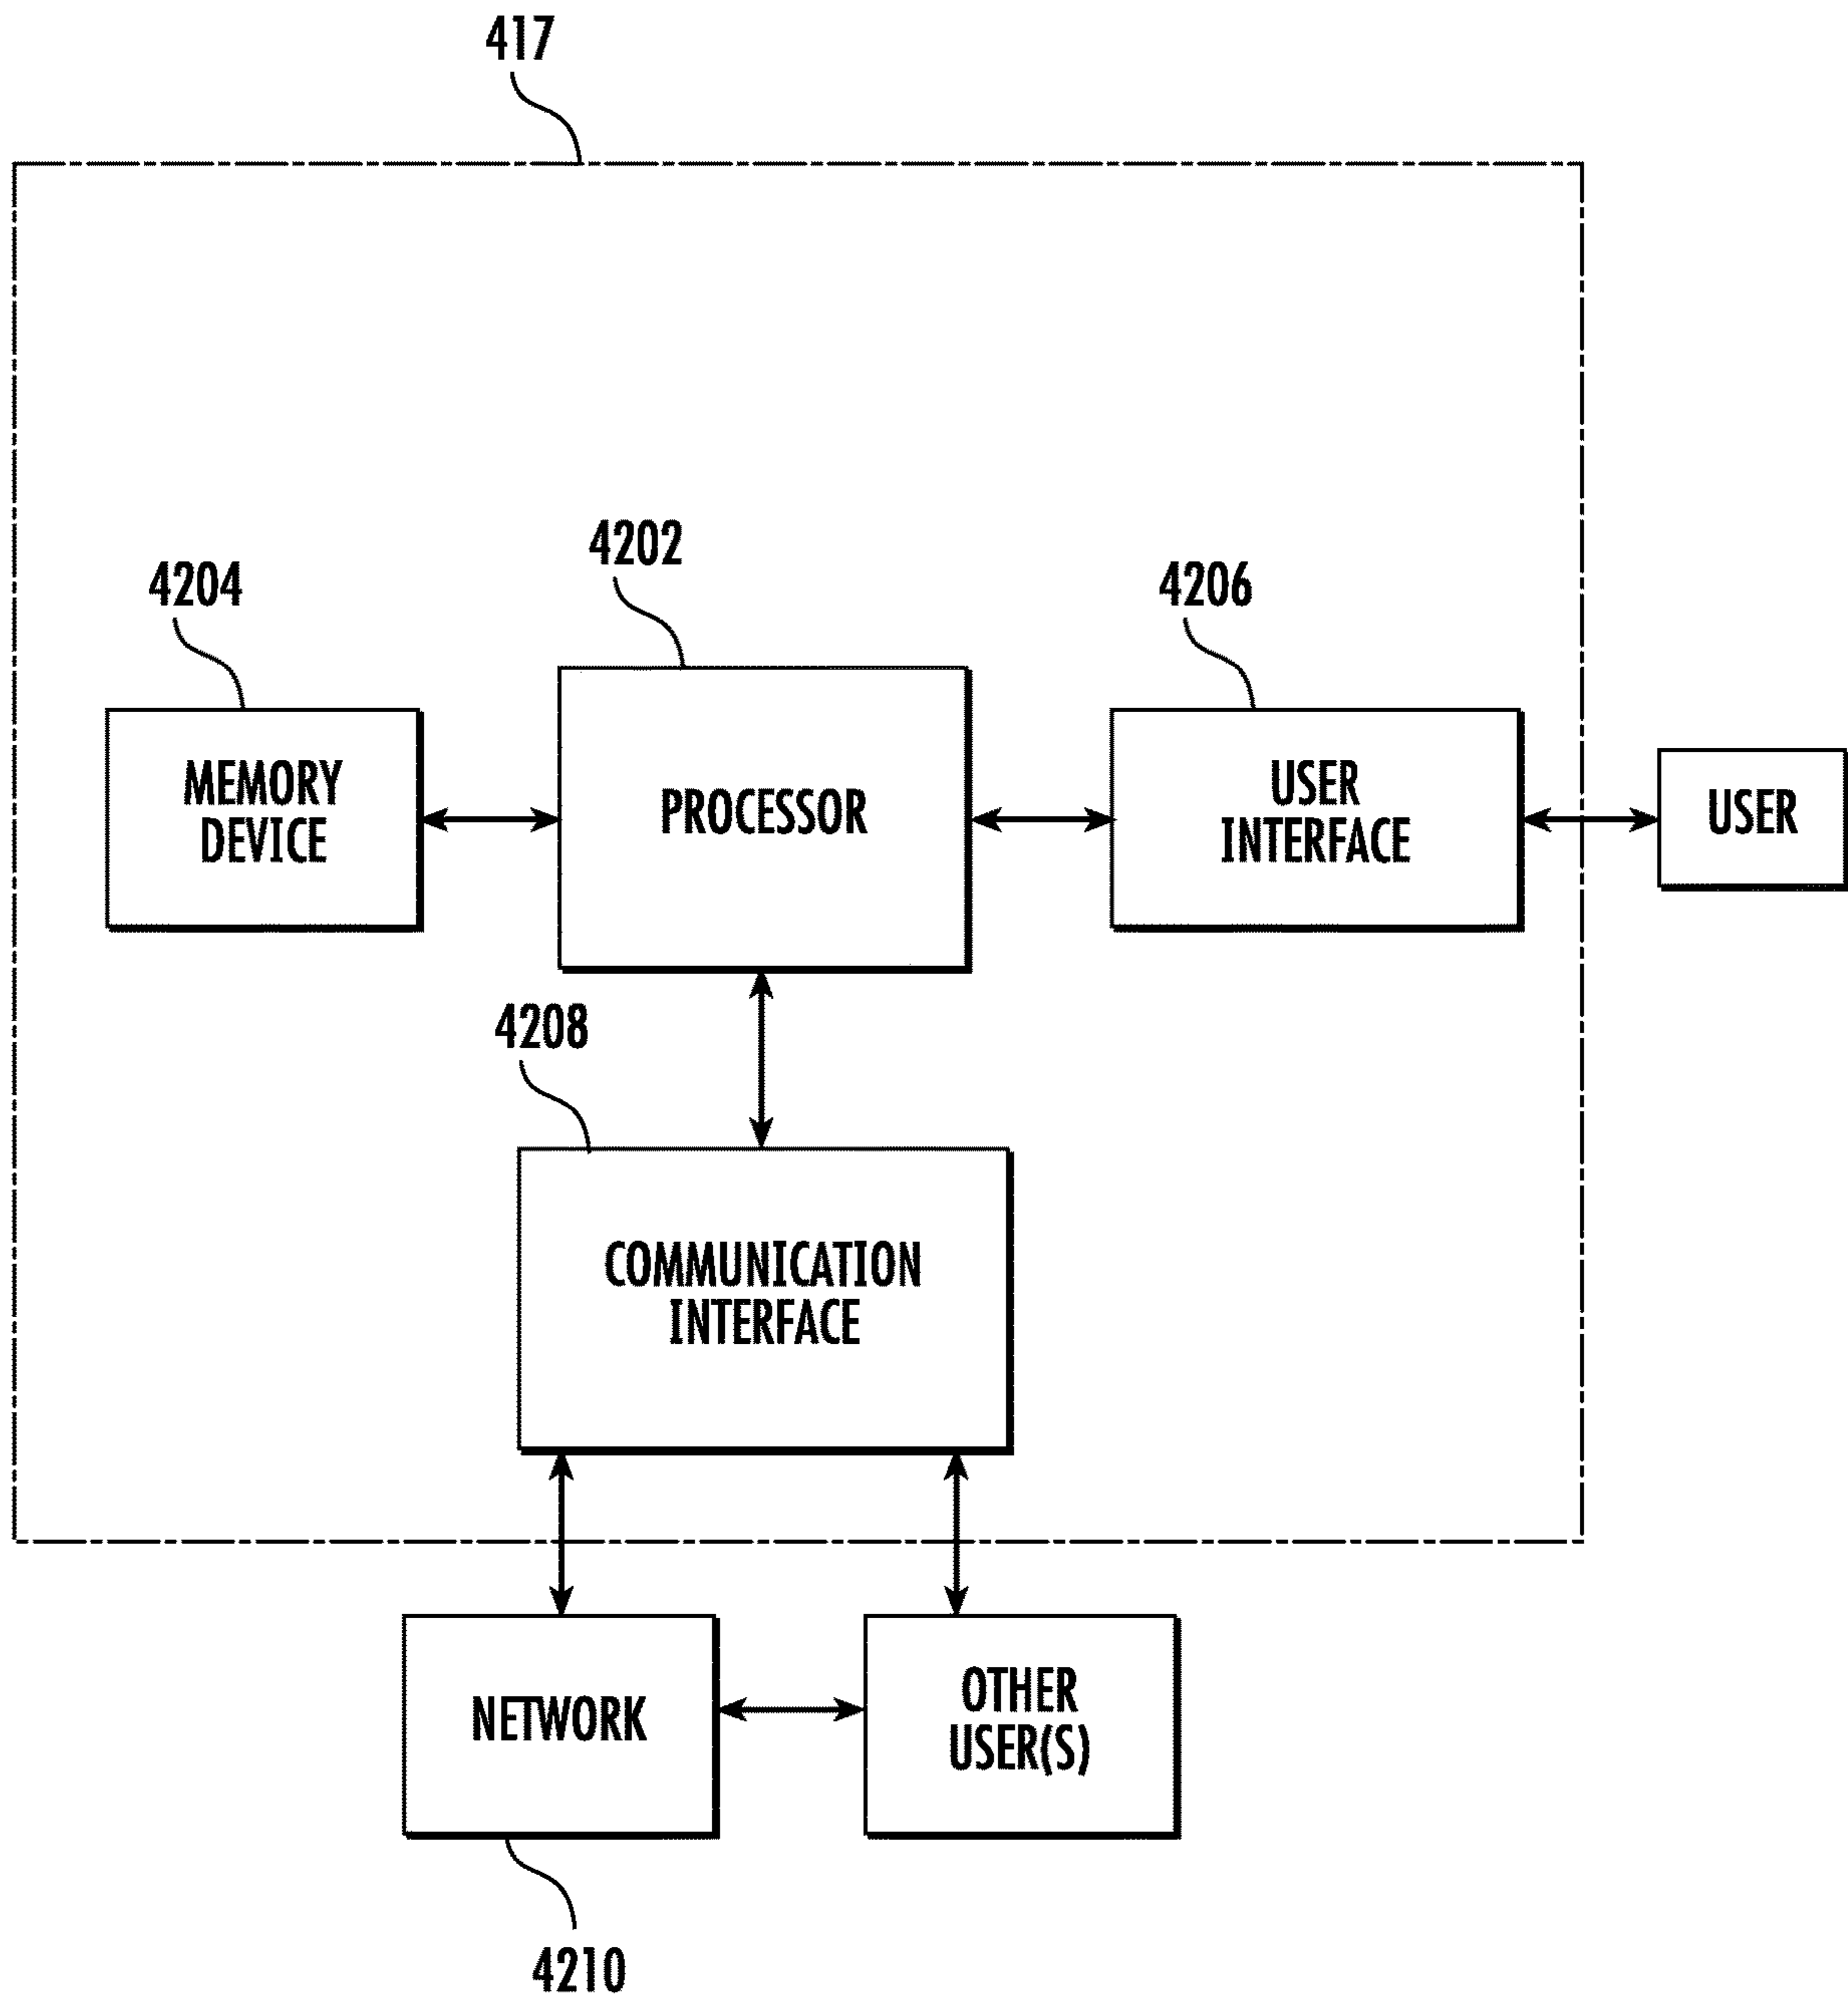 417
4202
4204
4206
MEMORY
DEVICE
PROCESSOR
USER
INTERFACE
USER
4208
COMMUNICATION
INTERFACE
NETWORK
OTHER
USER(S)
4210